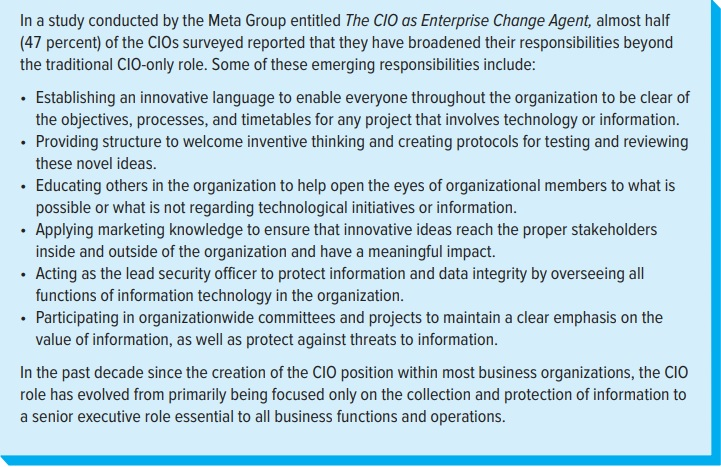 In a study conducted by the Meta Group entitled The CIO as Enterprise Change Agent, almost half
(47 percent) of the CIOs surveyed reported that they have broadened their responsibilities beyond
the traditional CIO-only role. Some of these emerging responsibilities include:
• Establishing an innovative language to enable everyone throughout the organization to be clear of
the objectives, processes, and timetables for any project that involves technology or information.
• Providing structure to welcome inventive thinking and creating protocols for testing and reviewing
these novel ideas.
• Educating others in the organization to help open the eyes of organizational members to what is
possible or what is not regarding technological initiatives or information.
• Applying marketing knowledge to ensure that innovative ideas reach the proper stakeholders
inside and outside of the organization and have a meaningful impact.
• Acting as the lead security officer to protect information and data integrity by overseeing all
functions of information technology in the organization.
• Participating in organizationwide committees and projects to maintain a clear emphasis on the
value of information, as well as protect against threats to information.
In the past decade since the creation of the CIO position within most business organizations, the CIO
role has evolved from primarily being focused only on the collection and protection of information to
a senior executive role essential to all business functions and operations.